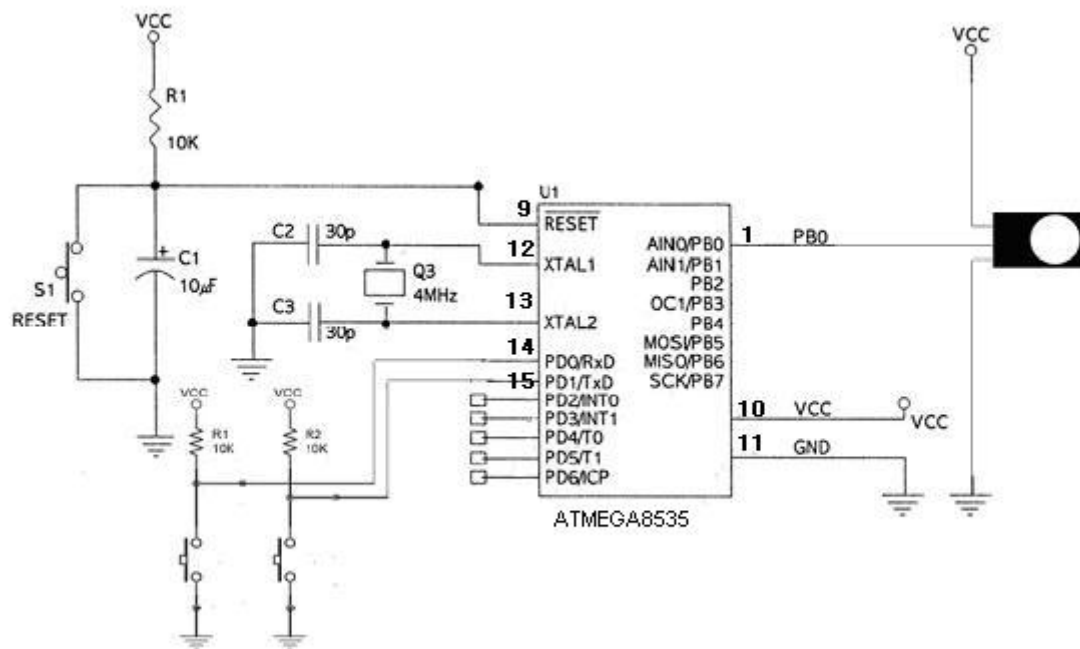 VCC
R1
10K
S1
RESET
C1
10µF
C2
30p
C3
30p
Q3
4MHz
U1
9
RESET
12
XTAL1
13
XTAL2
14
PD0/RxD
15
PD1/TxD
PD2/INT0
PD3/INT1
PD4/T0
PD5/T1
PD6/ICP
AIN0/PB0
AIN1/PB1
PB2
OC1/PB3
PB4
MOSI/PB5
MISO/PB6
SCK/PB7
1
PB0
10
VCC
VCC
11
GND
ATMEGA8535
VCC
VCC
R1
10K
VCC
R2
10K